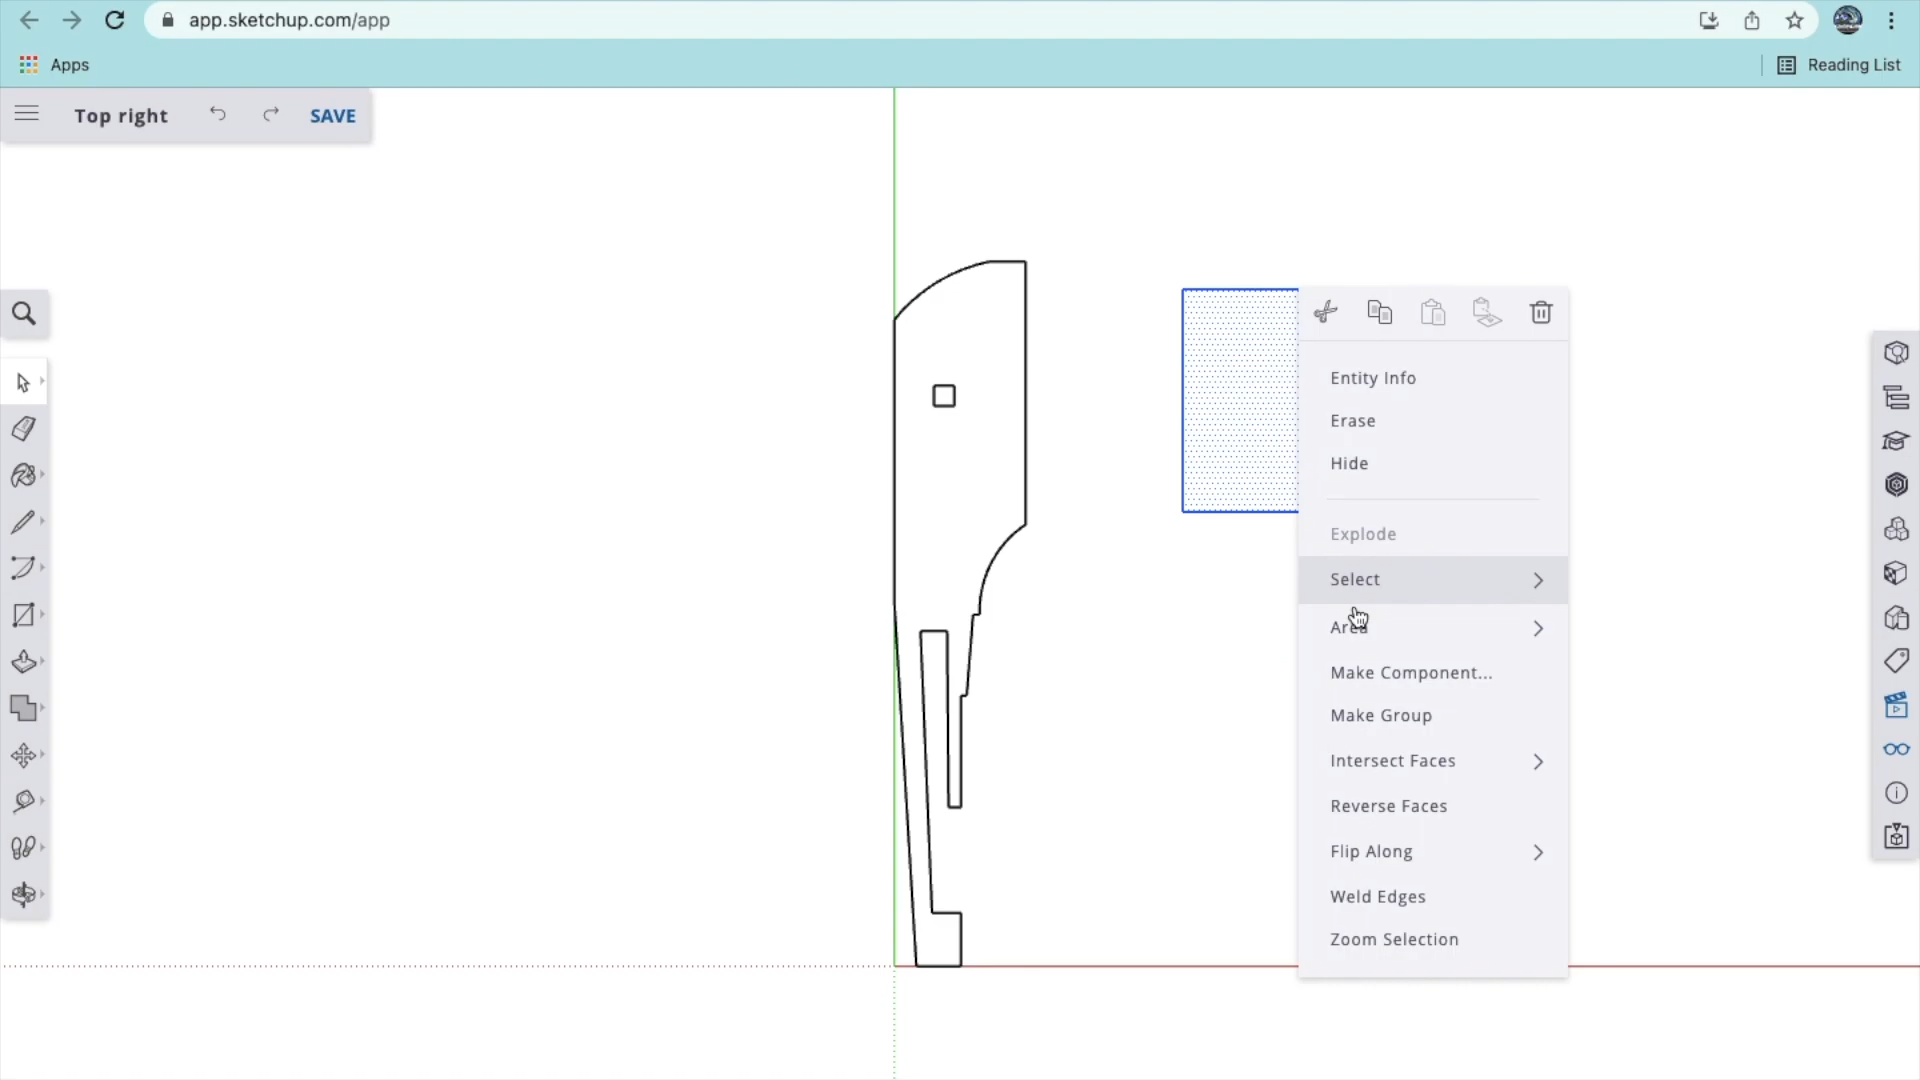 app.sketchup.com/app
Apps
Reading List
Top right
SAVE
Entity Info
Erase
Hide
Explode
Select
Area
Make Component...
Make Group
Intersect Faces
Reverse Faces
Flip Along
Weld Edges
Zoom Selection